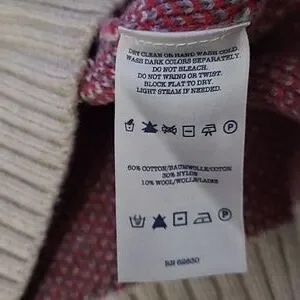 DRY CLEAN OR HAND WASH COLD.
WASH DARK COLORS SEPARATELY.
DO NOT BLEACH.
DO NOT WRING OR TWIST.
BLOCK FLAT TO DRY.
LIGHT STEAM IF NEEDED.
60% COTTON/BAUMWOLLE/COTON
30% NYLON
10% WOOL/WOLLE/LAINE
RN 62830